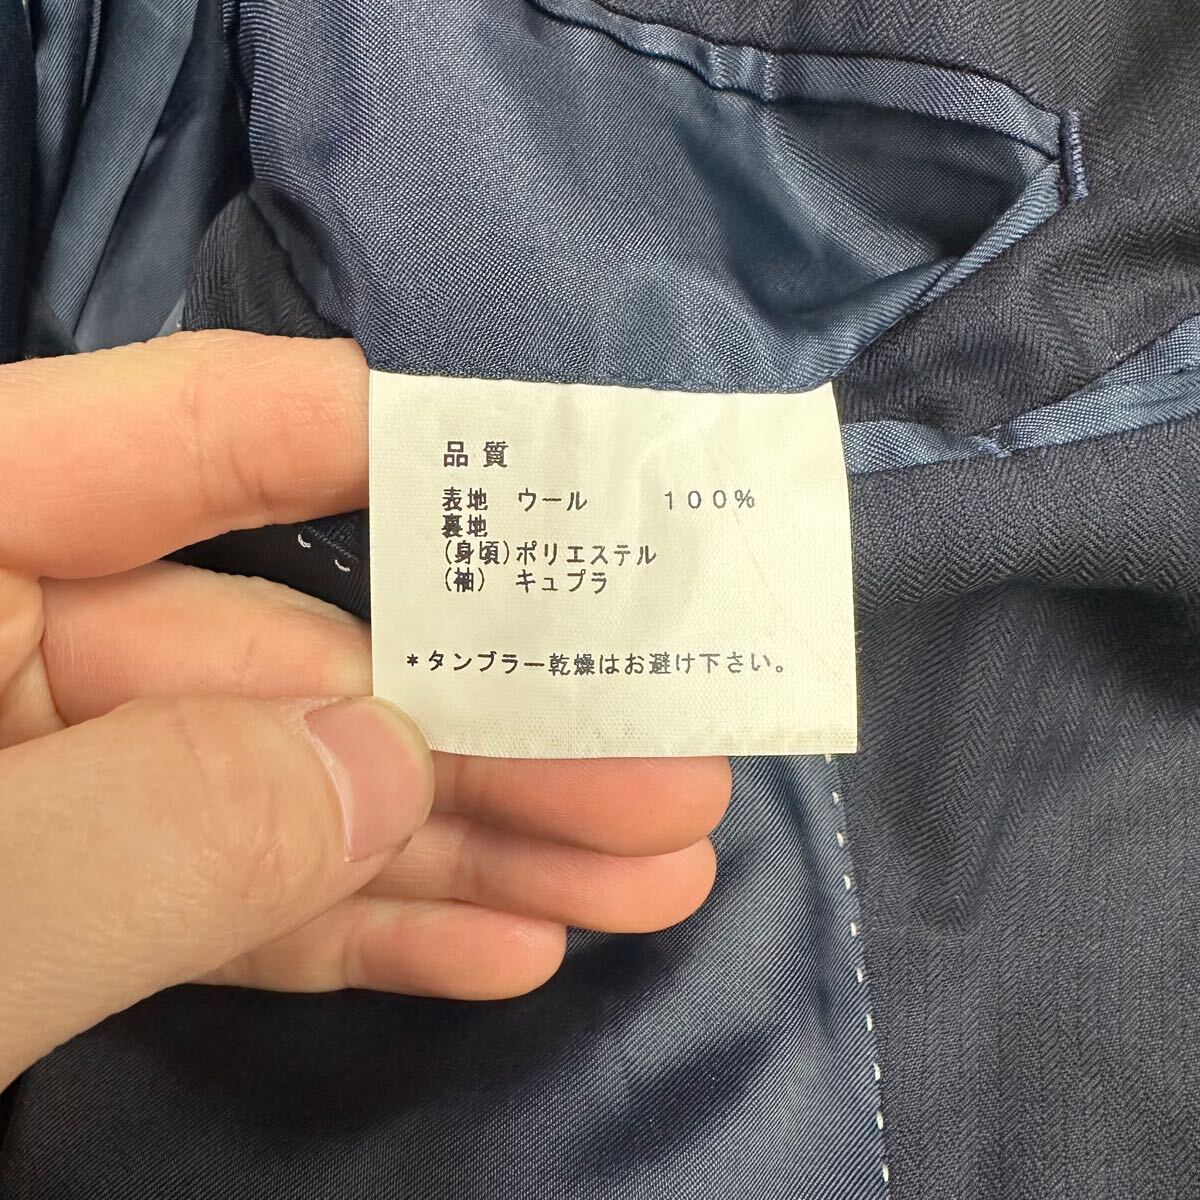 品質
表地 ウール 100%
裏地
(身頃)ポリエステル
(袖) キュプラ
*タンブラー乾燥はお避け下さい。